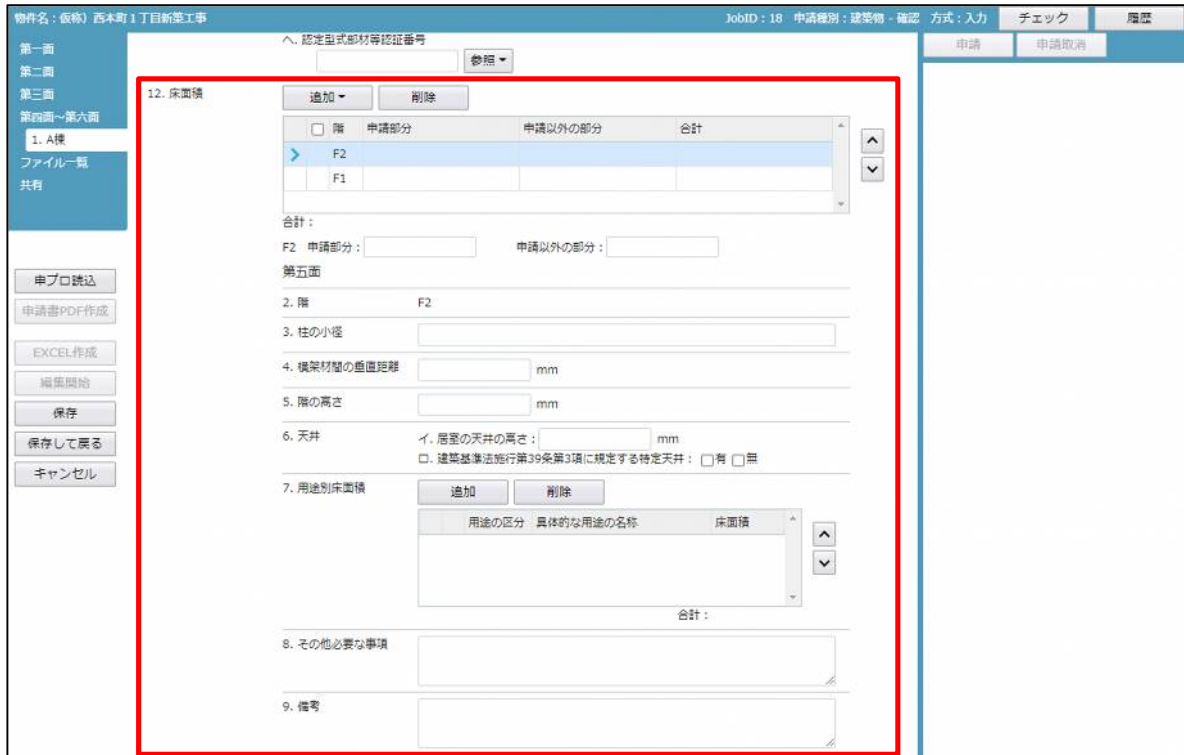 物件名：仮称）西本町１丁目新築工事 JobID：18 申請種別：建築物 - 確認 方式：入力 チェック 履歴
申請 申請取消
第一面
第二面
第三面
第四面～第六面
1. A棟
ファイル一覧
共有
申プロ読込
申請書PDF作成
EXCEL作成
編集開始
保存
保存して戻る
キャンセル
ヘ. 認定型式部材等認証番号
参照
12. 床面積 追加 削除
階 申請部分 申請以外の部分 合計
F2
F1
合計：
F2 申請部分： 申請以外の部分：
第五面
2. 階 F2
3. 柱の小径
4. 横架材間の垂直距離 mm
5. 階の高さ mm
6. 天井 イ. 居室の天井の高さ： mm
ロ. 建築基準法施行第39条第3項に規定する特定天井： 有 無
7. 用途別床面積 追加 削除
用途の区分 具体的な用途の名称 床面積
合計：
8. その他必要な事項
9. 備考